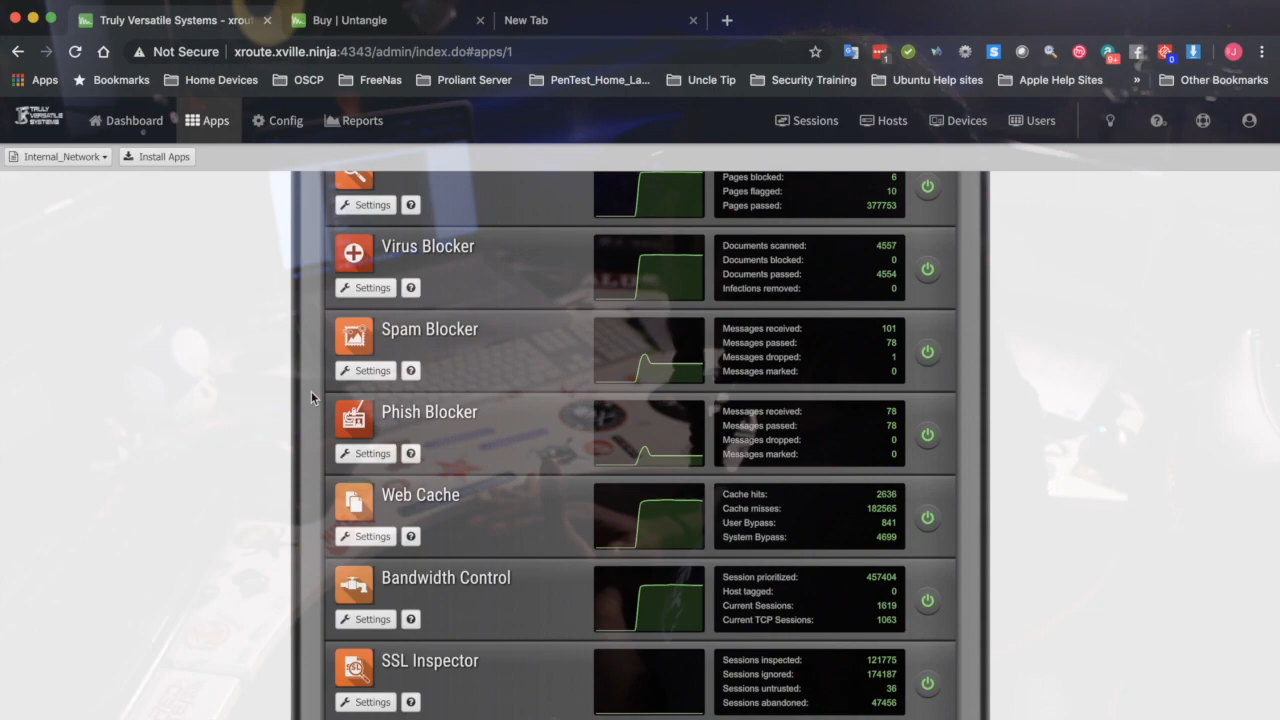 Truly Versatile Systems - xrout
Buy | Untangle
New Tab
Not Secure
xroute.xville.ninja:4343/admin/index.do#apps/1
1
9+
0
J
Apps
Bookmarks
Home Devices
OSCP
FreeNas
Proliant Server
PenTest_Home_La...
Uncle Tip
Security Training
Ubuntu Help sites
Apple Help Sites
»
Other Bookmarks
TRULY
VERSATILE
SYSTEMS
Dashboard
Apps
Config
Reports
Sessions
Hosts
Devices
Users
Internal_Network
Install Apps
Pages blocked: 6
Pages flagged: 10
Pages passed: 377753
Settings
Virus Blocker
Documents scanned: 4557
Documents blocked: 0
Documents passed: 4554
Infections removed: 0
Settings
Spam Blocker
Messages received: 101
Messages passed: 78
Messages dropped: 1
Messages marked: 0
Settings
Phish Blocker
Messages received: 78
Messages passed: 78
Messages dropped: 0
Messages marked: 0
Settings
Web Cache
Cache hits: 2636
Cache misses: 182565
User Bypass: 841
System Bypass: 4699
Settings
Bandwidth Control
Session prioritized: 457404
Host tagged: 0
Current Sessions: 1619
Current TCP Sessions: 1063
Settings
SSL Inspector
Sessions inspected: 121775
Sessions ignored: 174187
Sessions untrusted: 36
Sessions abandoned: 47456
Settings